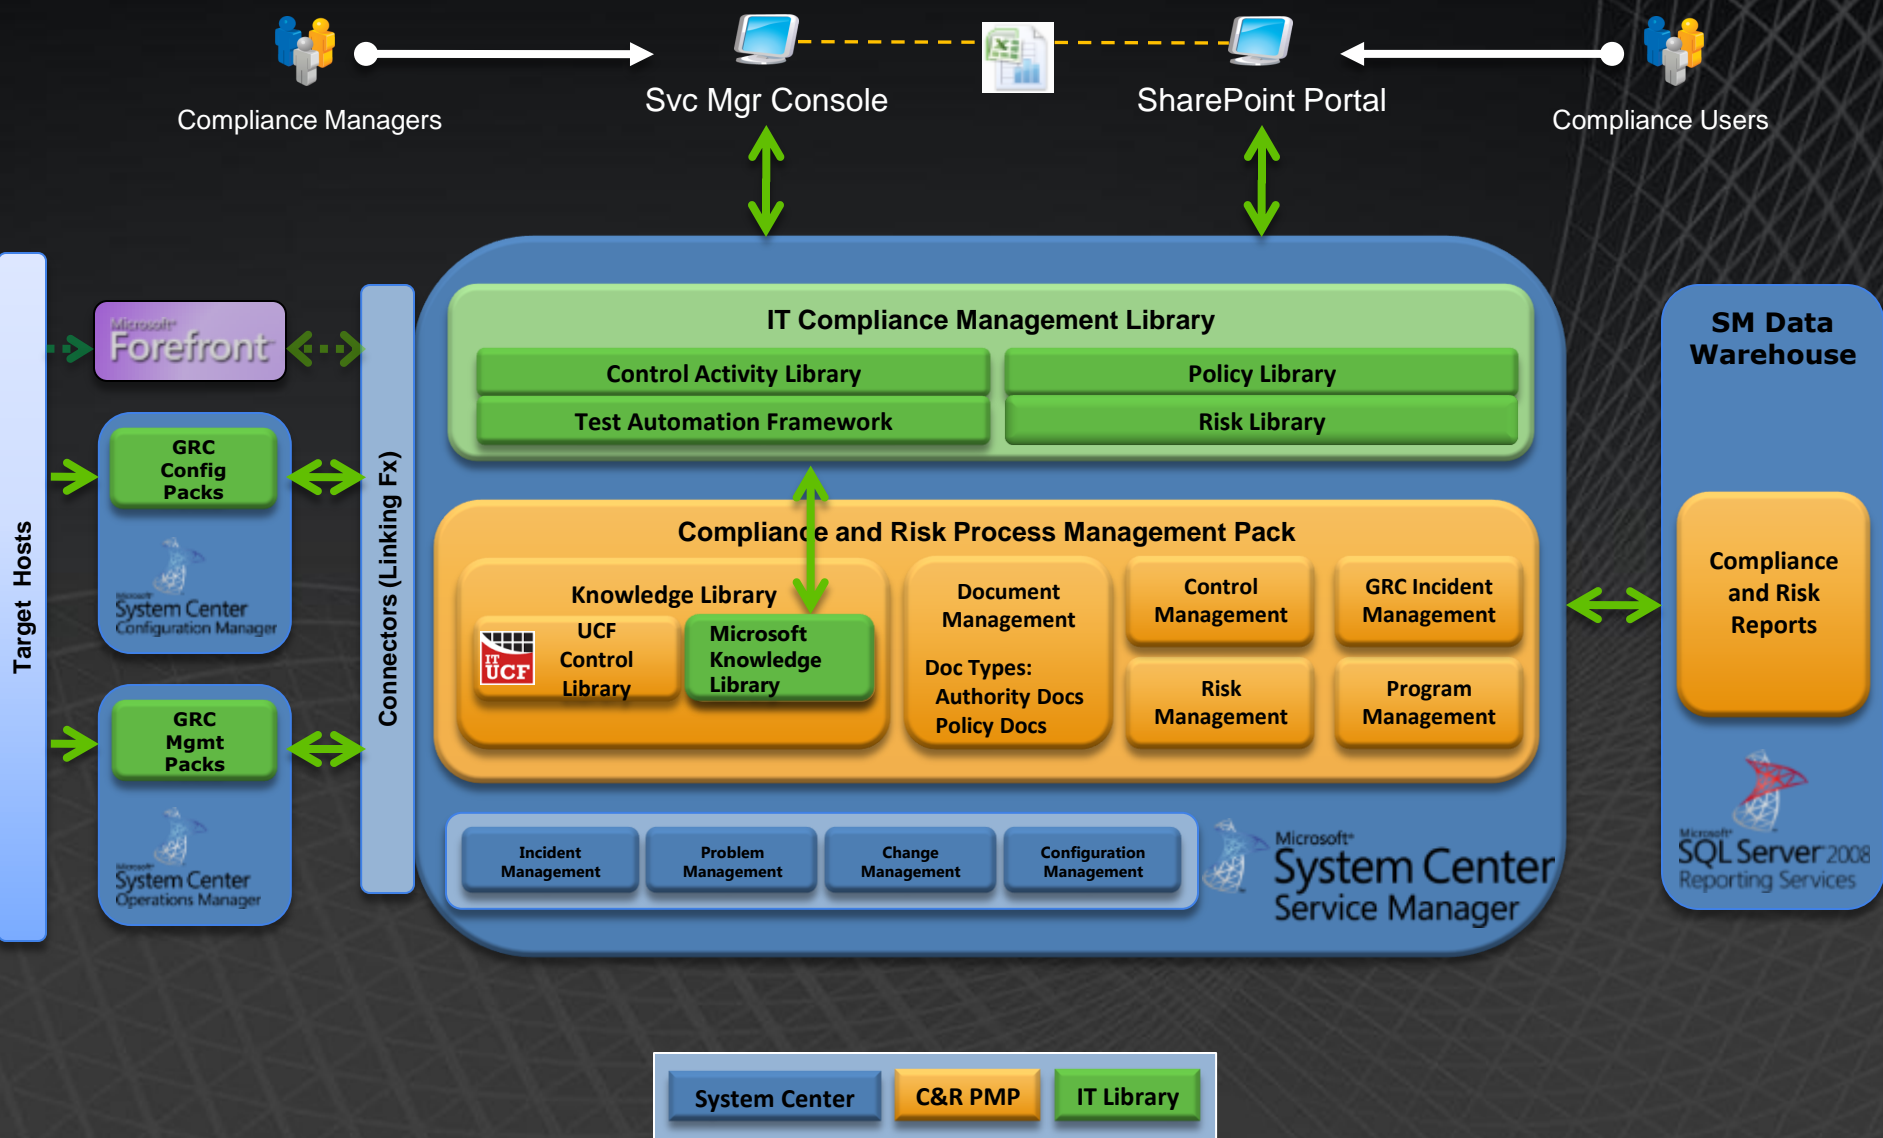 Compliance Managers
Svc Mgr Console
SharePoint Portal
Compliance Users
Target Hosts
Microsoft
Forefront
GRC
Config
Packs
Microsoft
System Center
Configuration Manager
GRC
Mgmt
Packs
Microsoft
System Center
Operations Manager
Connectors (Linking Fx)
IT Compliance Management Library
Control Activity Library
Policy Library
Test Automation Framework
Risk Library
Compliance and Risk Process Management Pack
Knowledge Library
IT
UCF
UCF
Control
Library
Microsoft
Knowledge
Library
Document
Management
Doc Types:
Authority Docs
Policy Docs
Control
Management
GRC Incident
Management
Risk
Management
Program
Management
Incident
Management
Problem
Management
Change
Management
Configuration
Management
Microsoft
System Center
Service Manager
SM Data
Warehouse
Compliance
and Risk
Reports
Microsoft
SQL Server 2008
Reporting Services
System Center
C&R PMP
IT Library